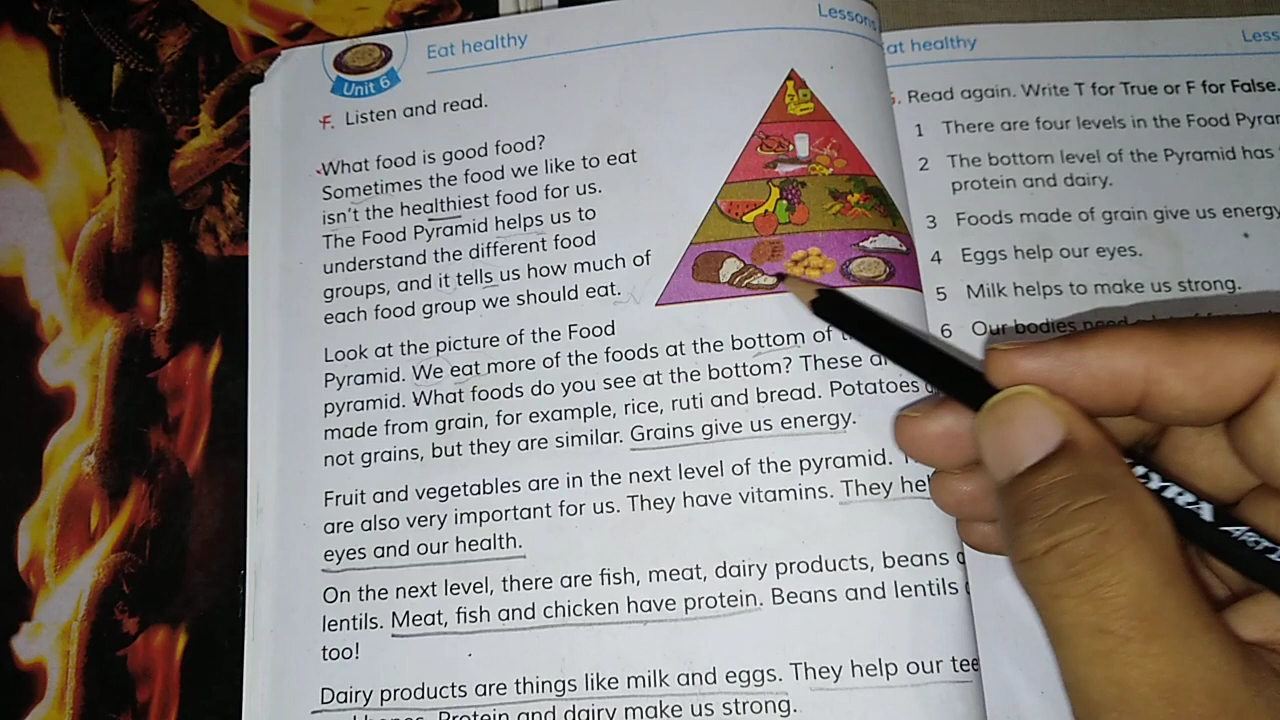 Eat healthy
Lessons
Unit 6
F. Listen and read.
What food is good food?
Sometimes the food we like to eat
isn't the healthiest food for us.
The Food Pyramid helps us to
understand the different food
groups, and it tells us how much of
each food group we should eat.
Look at the picture of the Food
Pyramid. We eat more of the foods at the bottom of
pyramid. What foods do you see at the bottom? These
made from grain, for example, rice, ruti and bread. Potatoes
not grains, but they are similar. Grains give us energy.
Fruit and vegetables are in the next level of the pyramid.
are also very important for us. They have vitamins. They
eyes and our health.
On the next level, there are fish, meat, dairy products, beans
lentils. Meat, fish and chicken have protein. Beans and lentils
too!
Dairy products are things like milk and eggs. They help our
Protein and dairy make us strong.
healthy
Read again. Write T for True or F for False.
1 There are four levels in the Food
2 The bottom level of the Pyramid has
protein and dairy.
3 Foods made of grain give us energy
4 Eggs help our eyes.
5 Milk helps to make us strong.
6 Our bodies need
LYRA